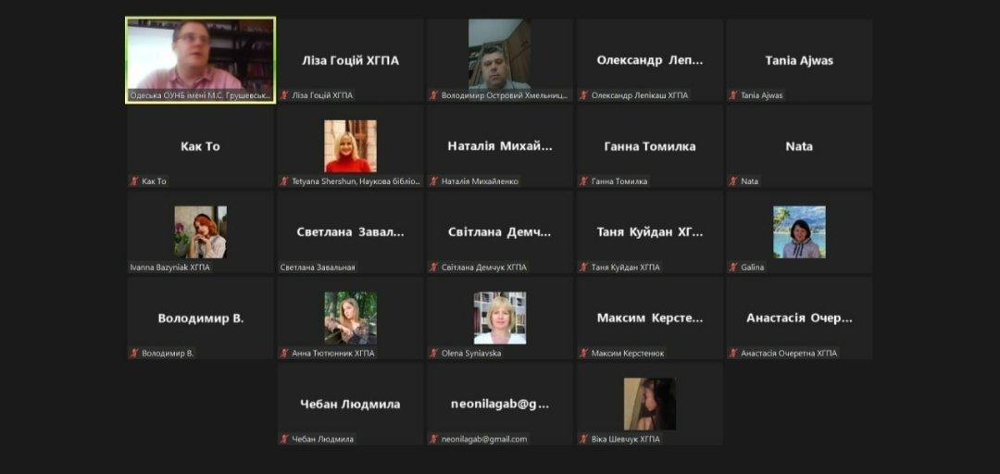 Одеська ОУНБ імені М.С. Грушевськ...
Ліза Гоцій ХГПА
Ліза Гоцій ХГПА
Володимир Островий Хмельниц...
Олександр Леп...
Олександр Лепікаш ХГПА
Tania Ajwas
Tania Ajwas
Как То
Как То
Tetyana Shershun, Наукова бібліо...
Наталія Михай...
Наталія Михайленко
Ганна Томилка
Ганна Томилка
Nata
Nata
Ivanna Bazyniak ХГПА
Светлана Завал...
Светлана Завальная
Світлана Демч...
Світлана Демчук ХГПА
Таня Куйдан ХГ...
Таня Куйдан ХГПА
Galina
Володимир В.
Володимир В.
Анна Тютюнник ХГПА
Olena Syniavska
Максим Керсте...
Максим Керстенюк
Анастасія Очер...
Анастасія Очеретна ХГПА
Чебан Людмила
Чебан Людмила
neonilagab@g...
neonilagab@gmail.com
Віка Шевчук ХГПА